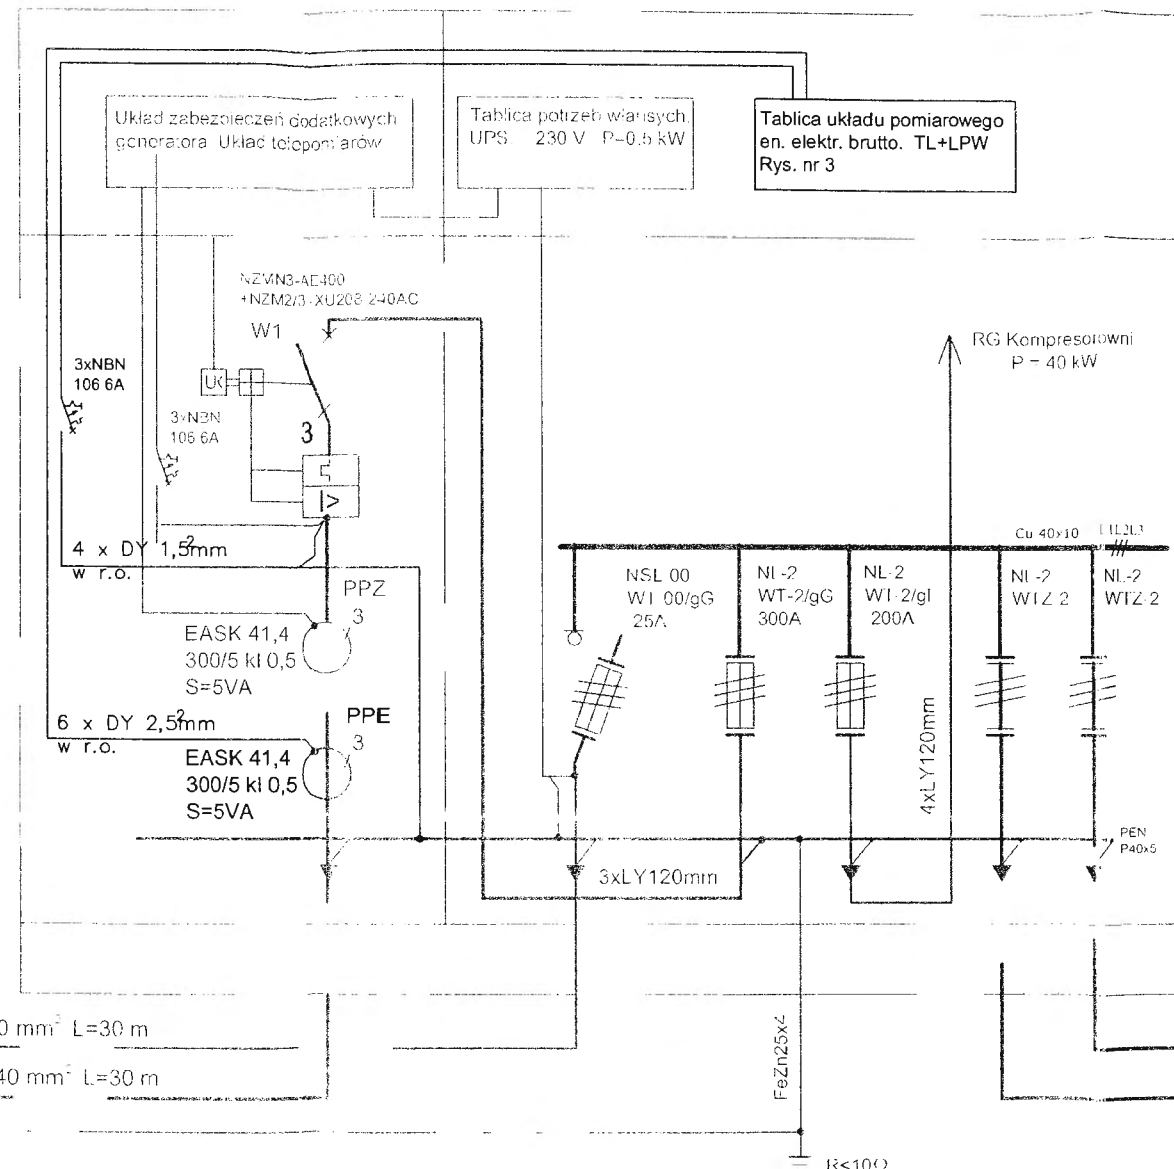 Układ zabezpieczeń dodatkowych
generatora Układ telepomiarów
Tablica potrzeb własych.
UPS. 230 V P=0.5 kW
Tablica układu pomiarowego
en. elektr. brutto. TL+LPW
Rys. nr 3
NZMN3-AE400
+NZM2/3-XU208-240AC
W1
3xNBN
106 6A
UK
3xNBN
106 6A
3
I>
RG Kompresorowni
P = 40 kW
4 x DY 1,5mm²
w r.o.
PPZ
3
EASK 41,4
300/5 kl 0,5
S=5VA
6 x DY 2,5mm²
w r.o.
PPE
3
EASK 41,4
300/5 kl 0,5
S=5VA
Cu 40x10
L1L2L3
NSL 00
WT-00/gG
25A
NL-2
WT-2/gG
300A
NL-2
WT-2/gI
200A
NL-2
WTZ-2
NL-2
WTZ-2
4xLY120mm
PEN
P40x5
3xLY120mm
0 mm² L=30 m
40 mm² L=30 m
FeZn25x4
R<10Ω